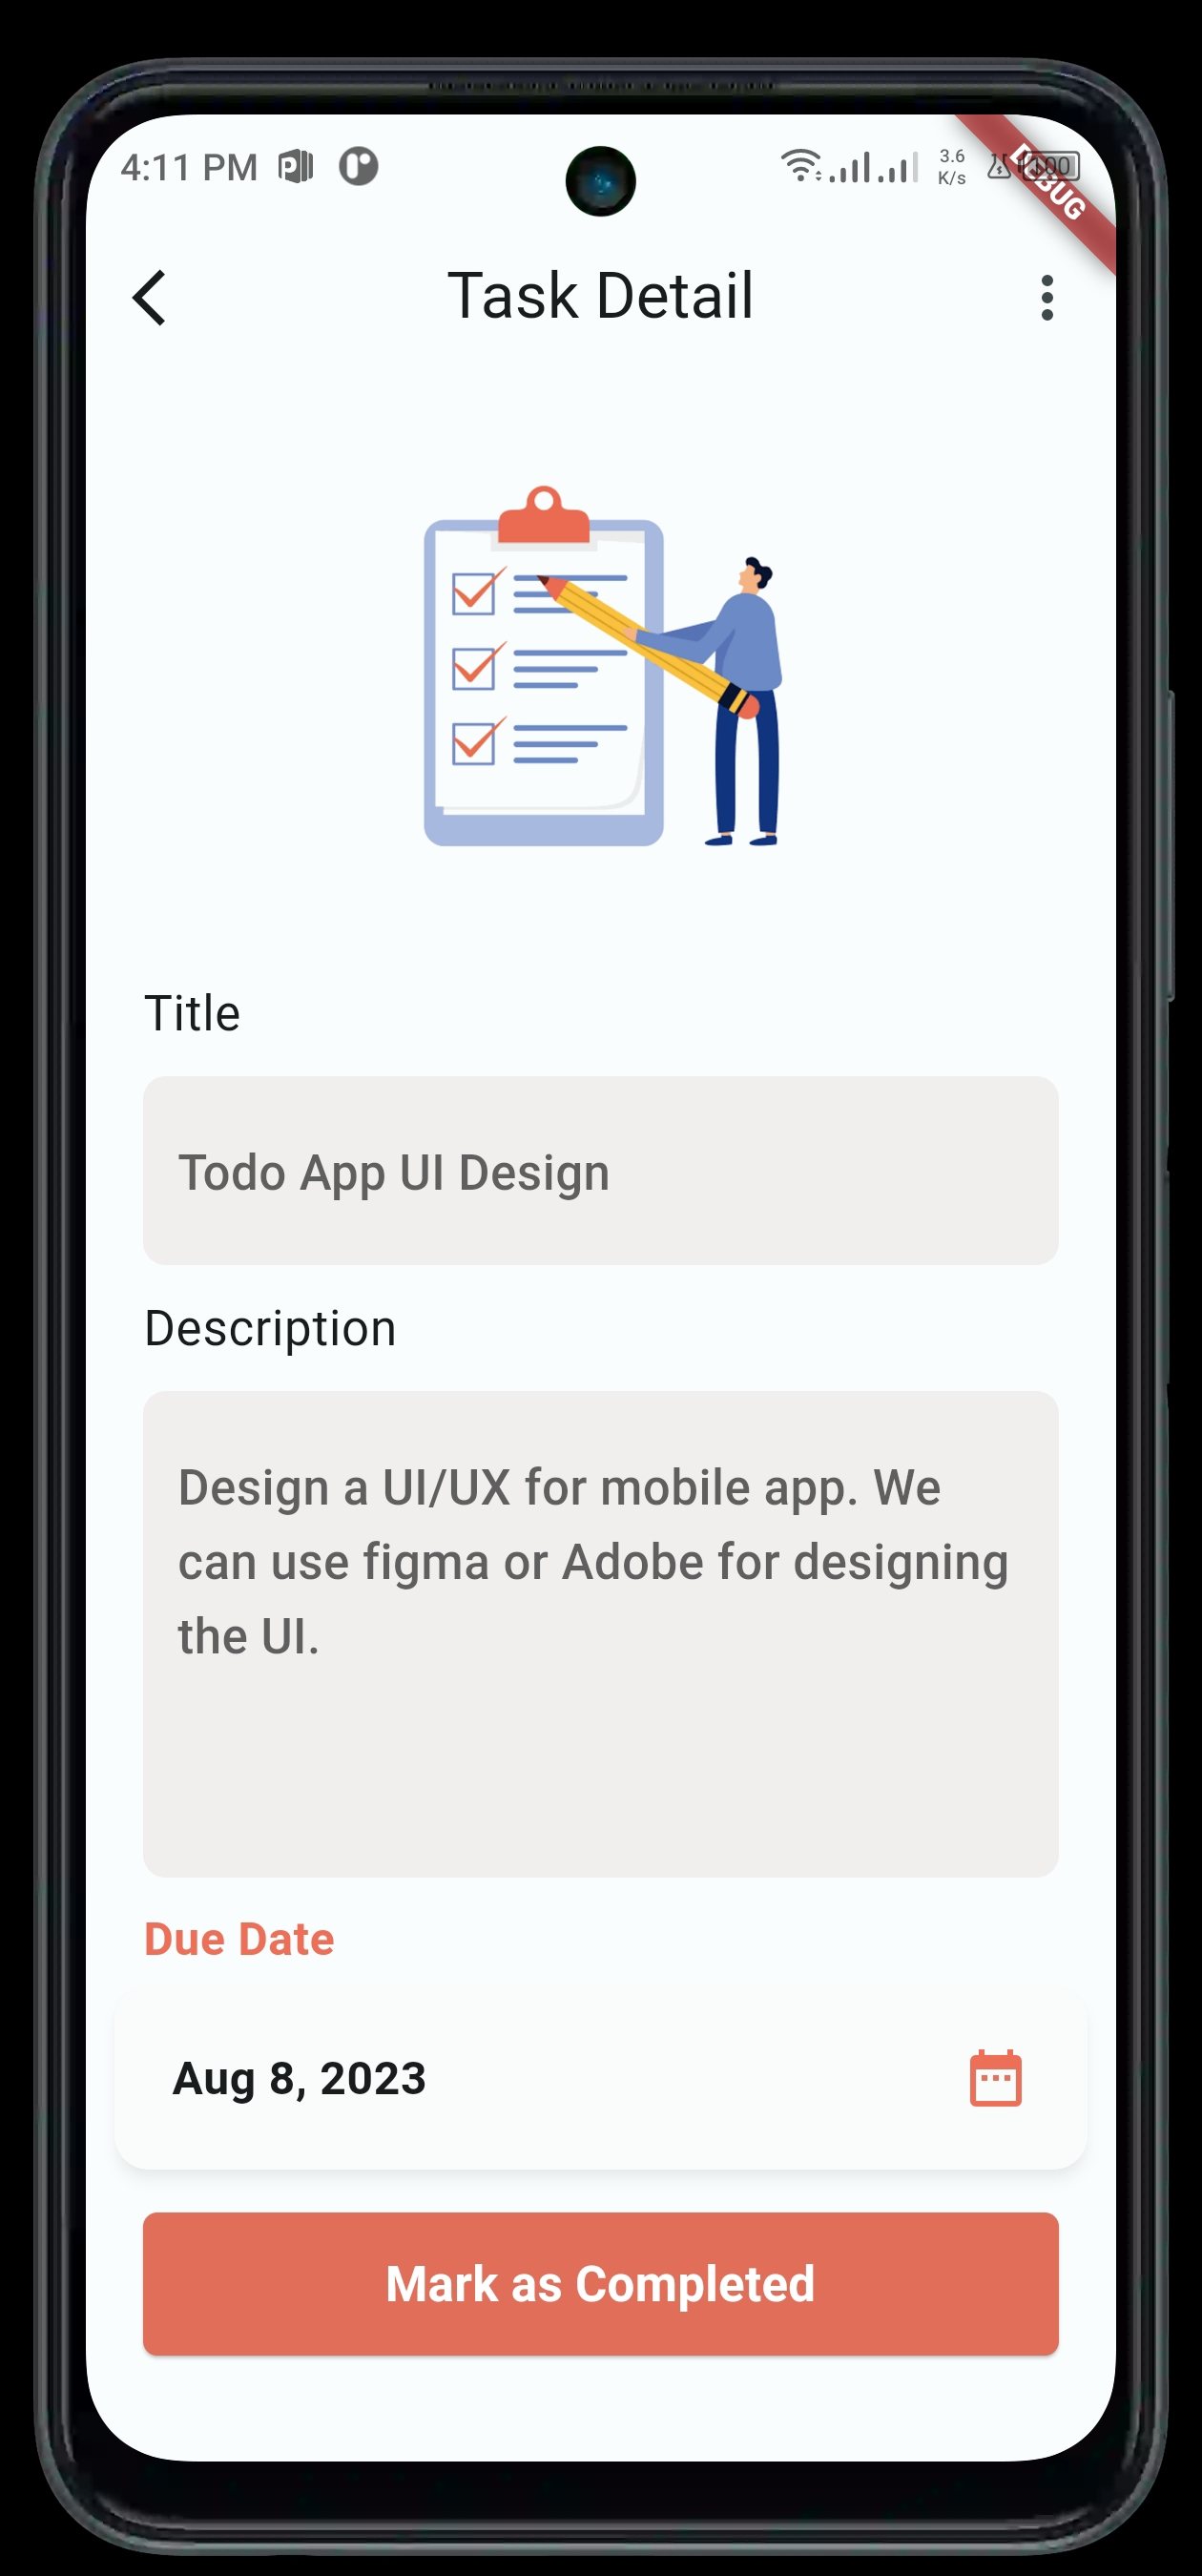 4:11 PM
3.6
K/s
100
DEBUG
Task Detail
Title
Todo App UI Design
Description
Design a UI/UX for mobile app. We
can use figma or Adobe for designing
the UI.
Due Date
Aug 8, 2023
Mark as Completed